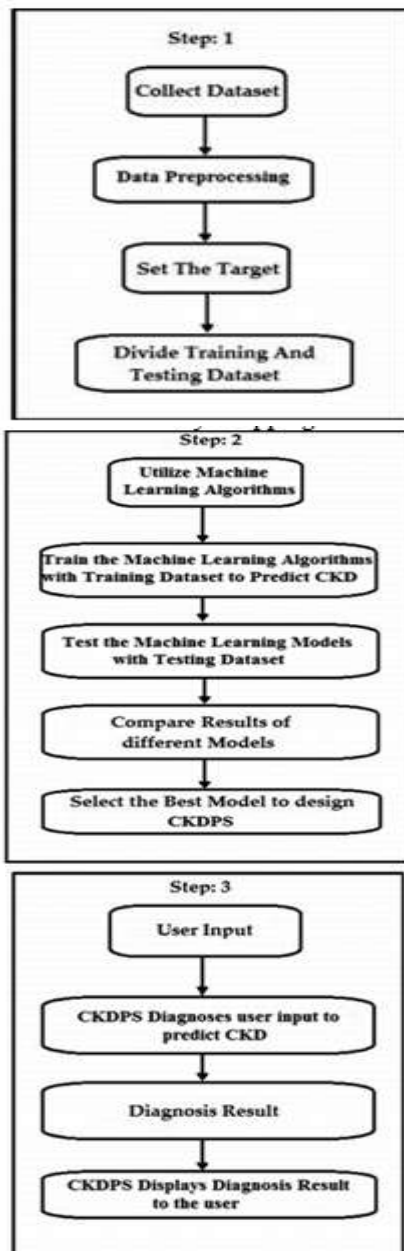 Step: 1
Collect Dataset
Data Preprocessing
Set The Target
Divide Training And
Testing Dataset
Step: 2
Utilize Machine
Learning Algorithms
Train the Machine Learning Algorithms
with Training Dataset to Predict CKD
Test the Machine Learning Models
with Testing Dataset
Compare Results of
different Models
Select the Best Model to design
CKDPS
Step: 3
User Input
CKDPS Diagnoses user input to
predict CKD
Diagnosis Result
CKDPS Displays Diagnosis Result
to the user